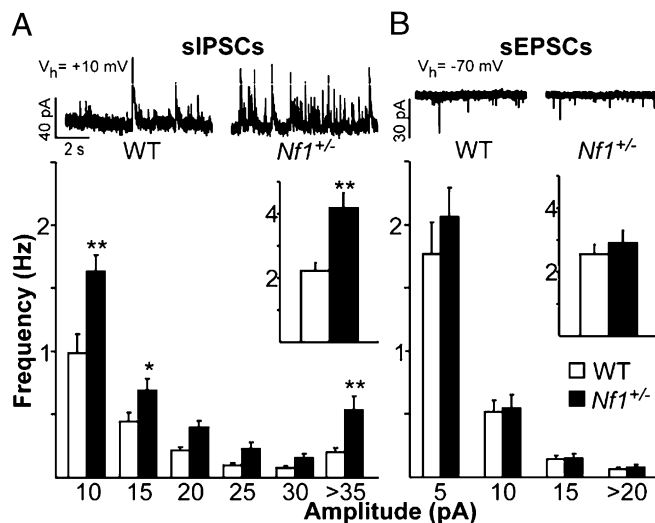 A
sIPSCs
B
sEPSCs
Vh= +10 mV
Vh= -70 mV
40 pA
30 pA
2 s
WT
Nf1+/-
WT
Nf1+/-
2
4
**
2
4
2
**
1
*
**
1
WT
Nf1+/-
Frequency (Hz)
10
15
20
25
30
>35
5
10
15
>20
Amplitude (pA)